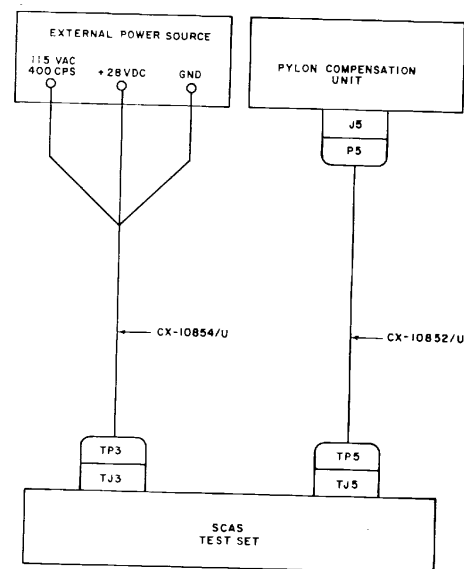 EXTERNAL POWER SOURCE
115 VAC
400 CPS
+28VDC
GND
PYLON COMPENSATION
UNIT
J5
P5
CX-10854/U
CX-10852/U
TP3
TJ3
TP5
TJ5
SCAS
TEST SET